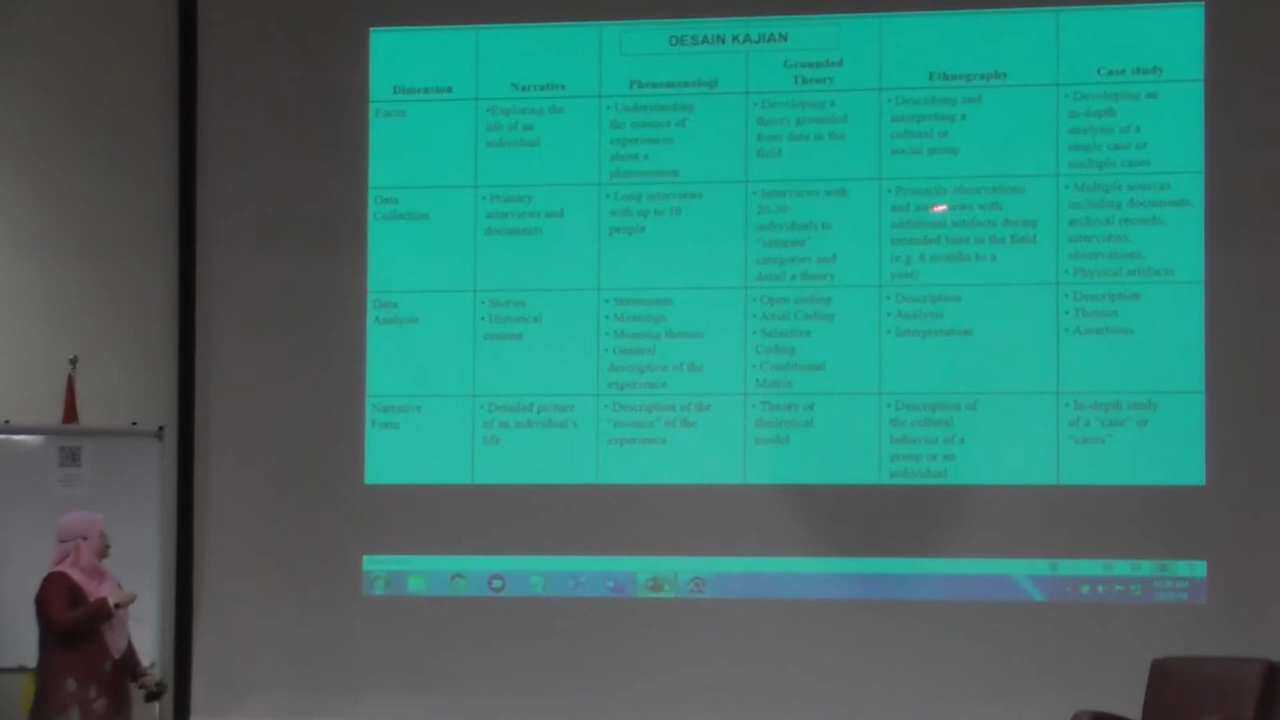 DESAIN KAJIAN
Dimension
Narrative
Phenomenologi
Grounded
Theory
Ethnography
Case study
Focus
•Exploring the
life of an
individual
• Understanding
the essence of
experiences
about a
phenomenon
• Developing a
theory grounded
from data in the
field
• Describing and
interpreting a
cultural or
social group
• Developing an
in-depth
analysis of a
single case or
multiple cases
Data
Collection
• Primary
interviews and
documents
• Long interviews
with up to 10
people
• Interviews with
20-30
individuals to
"saturate"
categories and
detail a theory
• Primarily observations
and interviews with
additional artifacts during
extended time in the field
(e.g. 6 months to a
year)
• Multiple sources
including documents,
archival records,
interviews,
observations,
• Physical artifacts
Data
Analysis
• Stories
• Historical
content
• Statements
• Meanings
• Meaning themes
• General
description of the
experience
• Open coding
• Axial Coding
• Selective
Coding
• Conditional
Matrix
• Description
• Analysis
• Interpretation
• Description
• Themes
• Assertions
Narrative
Form
• Detailed picture
of an individual's
life
• Description of the
"essence" of the
experience
• Theory or
theoretical
model
• Description of
the cultural
behavior of a
group or an
individual
• In-depth study
of a "case" or
"cases"